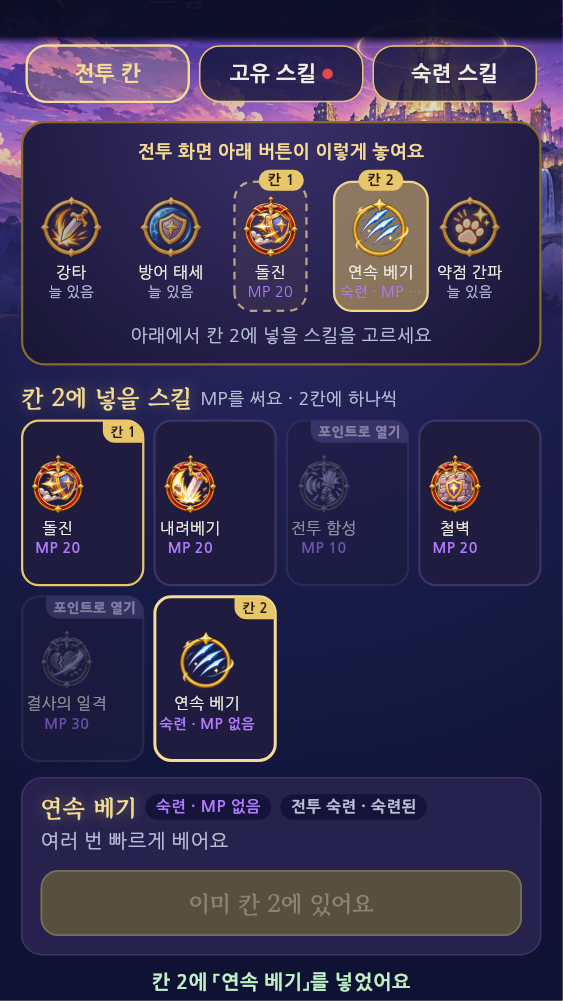 전투 칸
고유 스킬
숙련 스킬
전투 화면 아래 버튼이 이렇게 놓여요
칸 1
칸 2
강타
방어 태세
돌진
연속 베기
약점 간파
늘 있음
늘 있음
MP 20
숙련 · MP …
늘 있음
아래에서 칸 2에 넣을 스킬을 고르세요
칸 2에 넣을 스킬 MP를 써요 · 2칸에 하나씩
칸 1
포인트로 열기
돌진
내려베기
전투 함성
철벽
MP 20
MP 20
MP 10
MP 20
포인트로 열기
칸 2
결사의 일격
연속 베기
MP 30
숙련 · MP 없음
연속 베기 숙련 · MP 없음 전투 숙련 · 숙련된
여러 번 빠르게 베어요
이미 칸 2에 있어요
칸 2에 「연속 베기」를 넣었어요